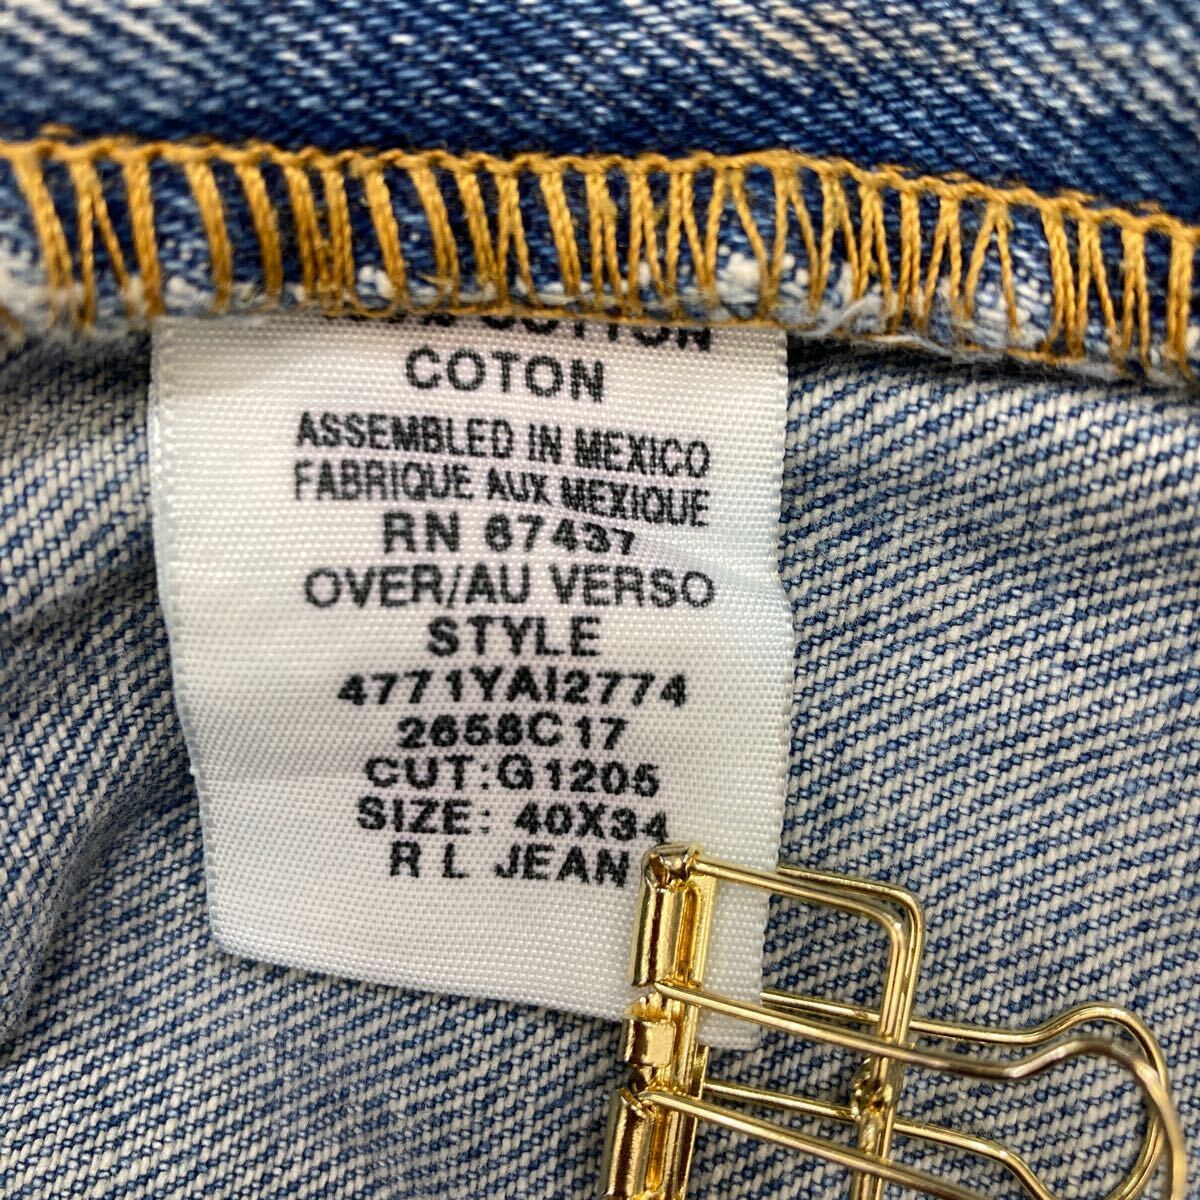 COTTON
COTON
ASSEMBLED IN MEXICO
FABRIQUE AUX MEXIQUE
RN 67437
OVER/AU VERSO
STYLE
4771YAI2774
2658C17
CUT:G1205
SIZE: 40X34
R L JEAN